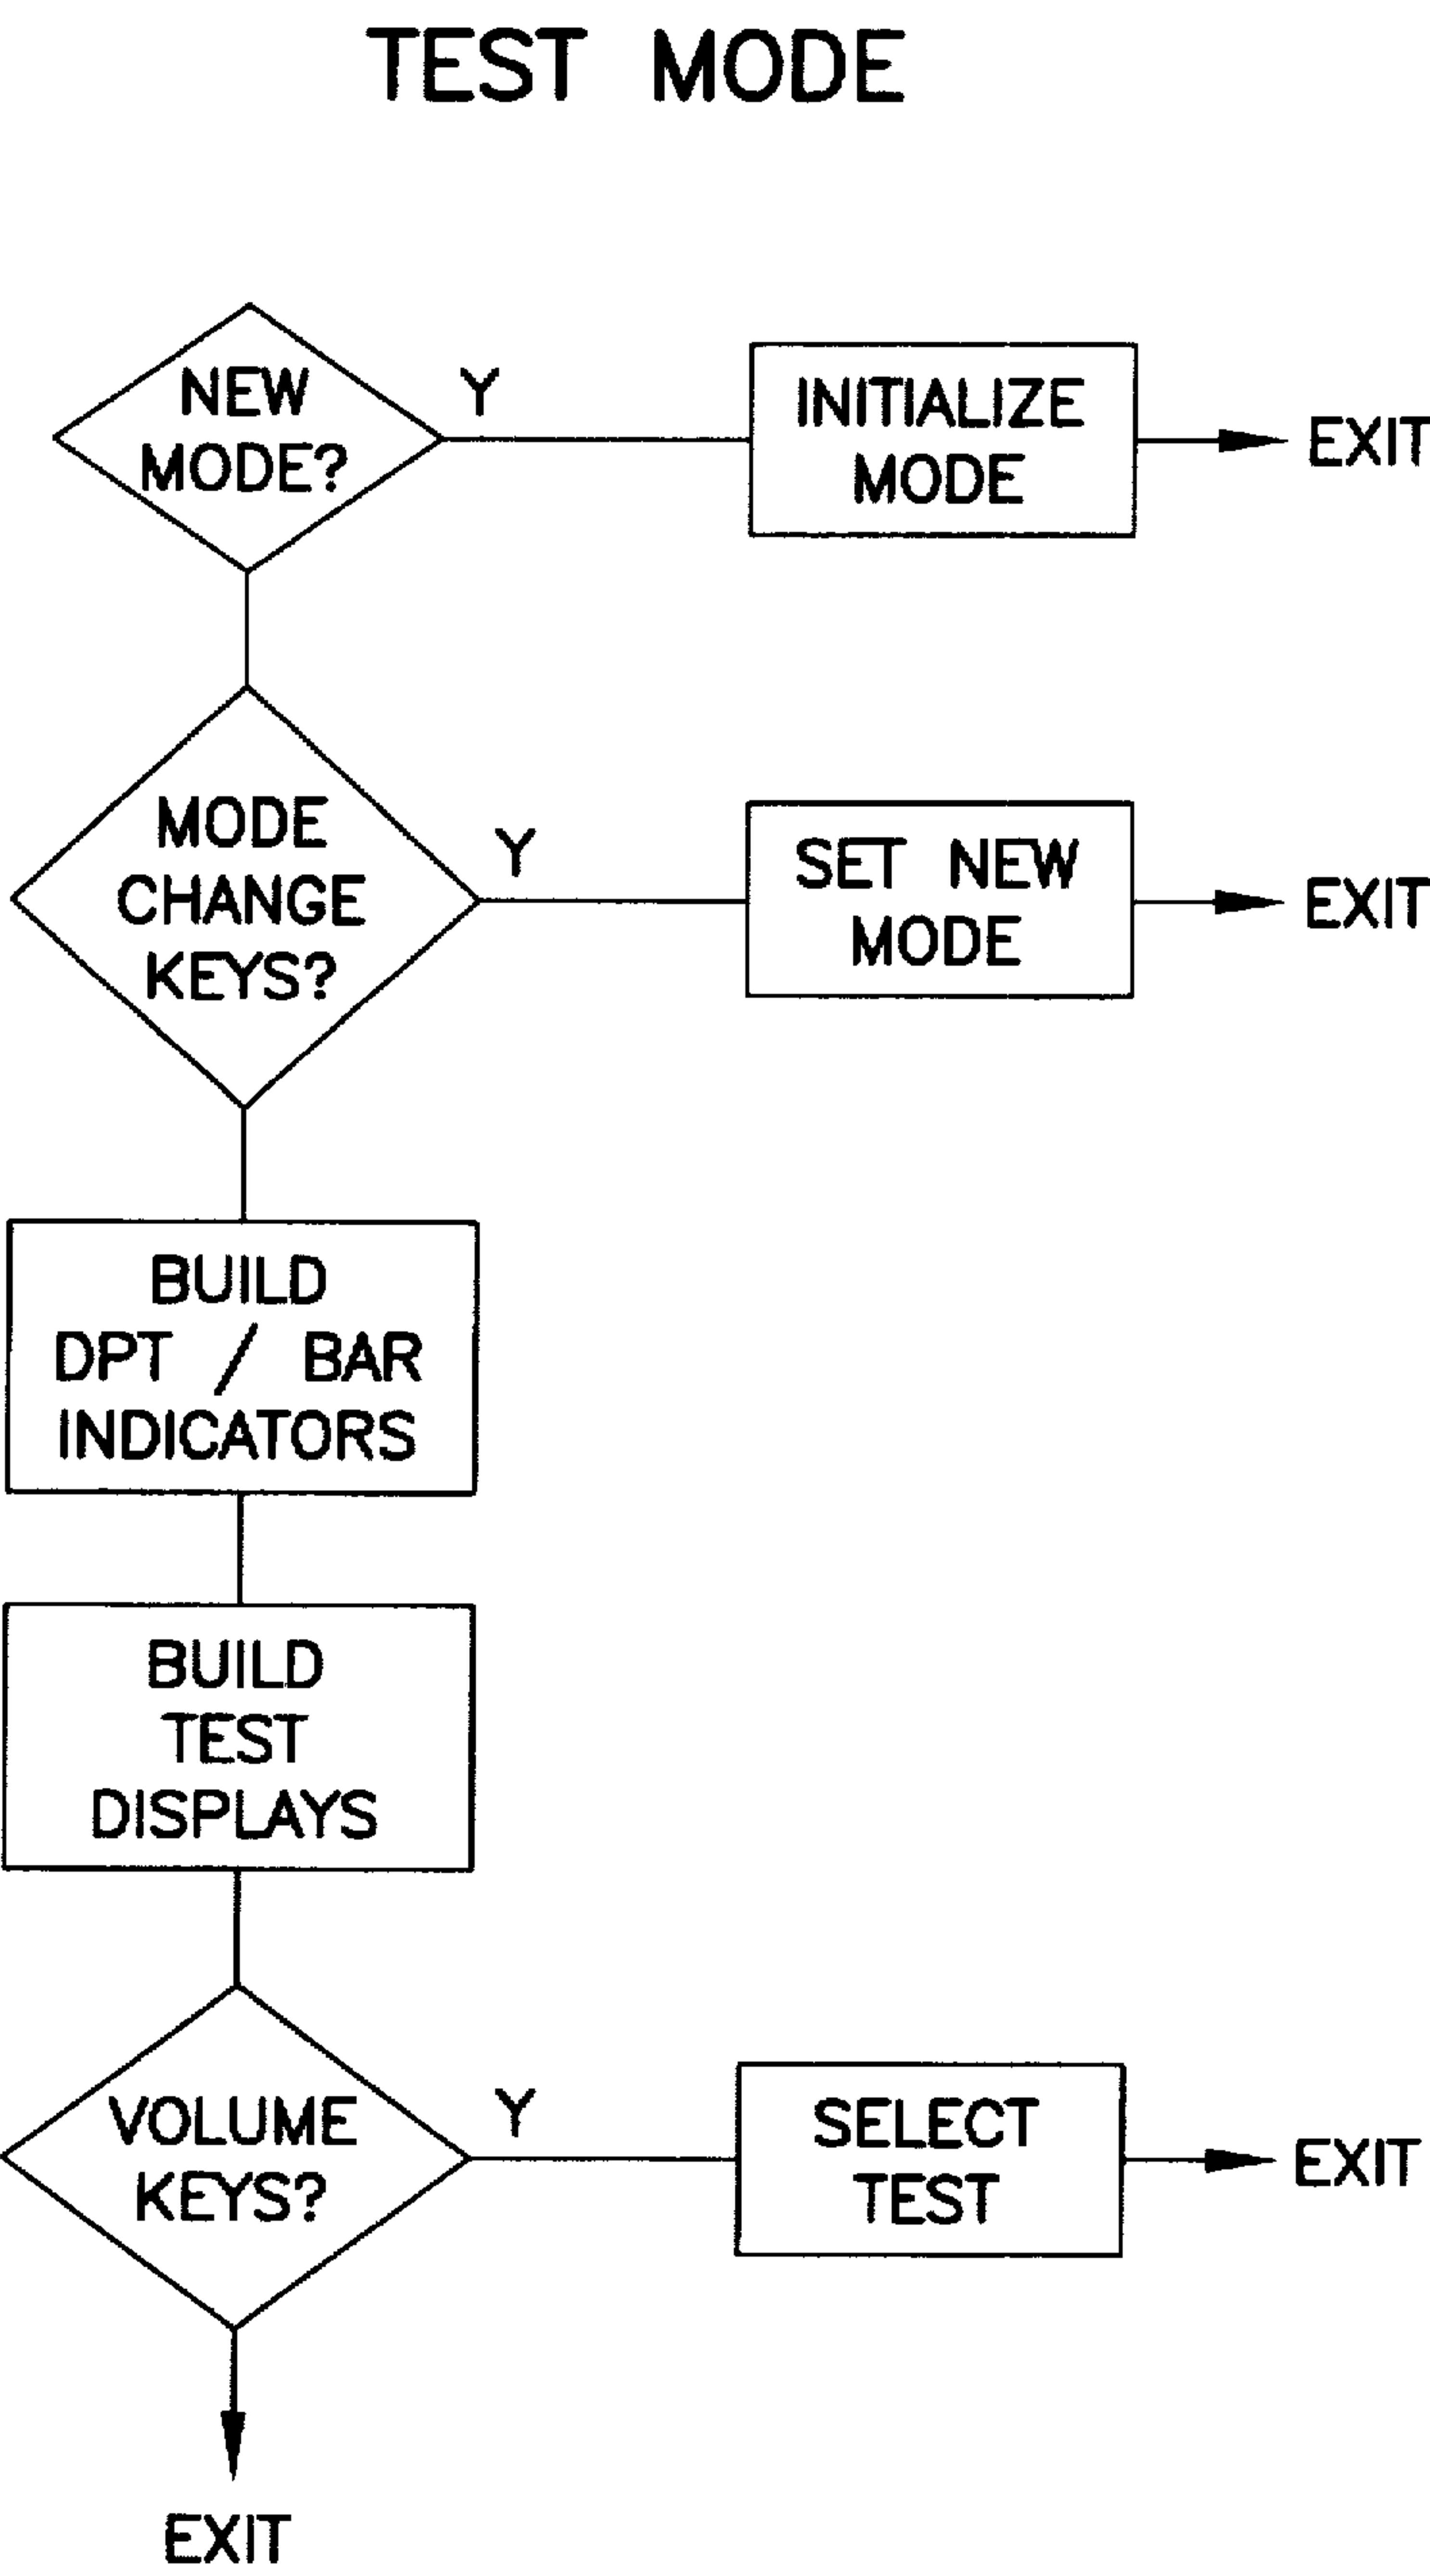 TEST MODE
NEW
MODE?
Y
INITIALIZE
MODE
EXIT
MODE
CHANGE
KEYS?
Y
SET NEW
MODE
EXIT
BUILD
DPT / BAR
INDICATORS
BUILD
TEST
DISPLAYS
VOLUME
KEYS?
Y
SELECT
TEST
EXIT
EXIT